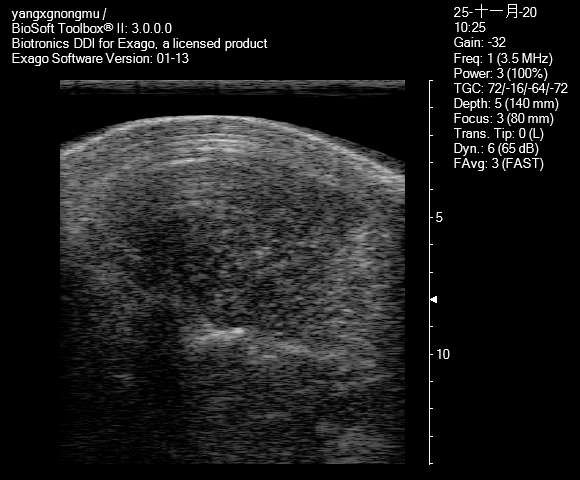 yangxgnongmu /
BioSoft Toolbox® II: 3.0.0.0
Biotronics DDI for Exago, a licensed product
Exago Software Version: 01-13
25-十一月-20
10:25
Gain: -32
Freq: 1 (3.5 MHz)
Power: 3 (100%)
TGC: 72/-16/-64/-72
Depth: 5 (140 mm)
Focus: 3 (80 mm)
Trans. Tip: 0 (L)
Dyn.: 6 (65 dB)
FAvg: 3 (FAST)
5
10